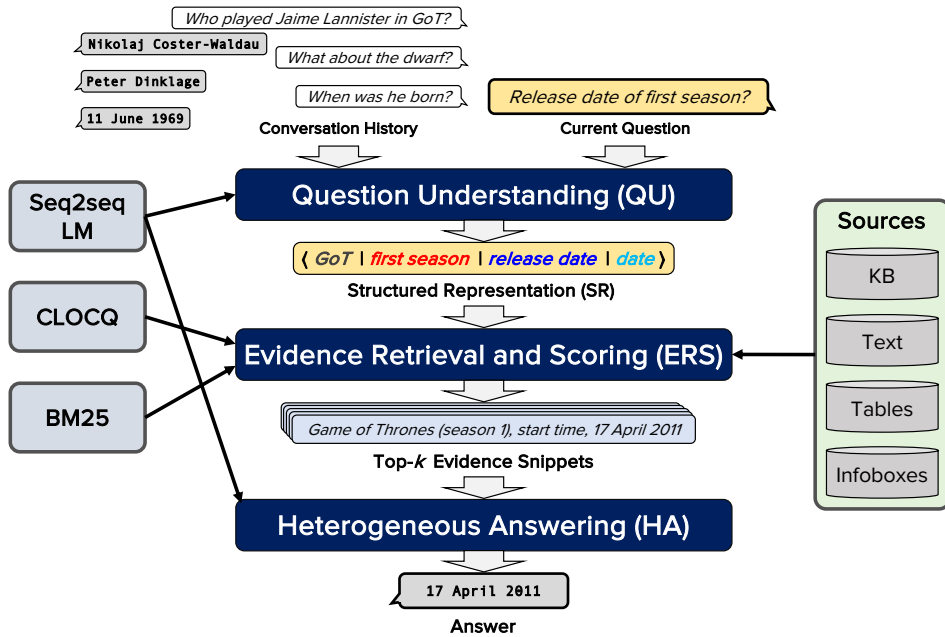 Who played Jaime Lannister in GoT?
Nikolaj Coster-Waldau
What about the dwarf?
Peter Dinklage
When was he born?
11 June 1969
Release date of first season?
Conversation History
Current Question
Question Understanding (QU)
Seq2seq
LM
⟨ GoT | first season | release date | date ⟩
Structured Representation (SR)
CLOCQ
Evidence Retrieval and Scoring (ERS)
BM25
Game of Thrones (season 1), start time, 17 April 2011
Top-k Evidence Snippets
Heterogeneous Answering (HA)
17 April 2011
Answer
Sources
KB
Text
Tables
Infoboxes